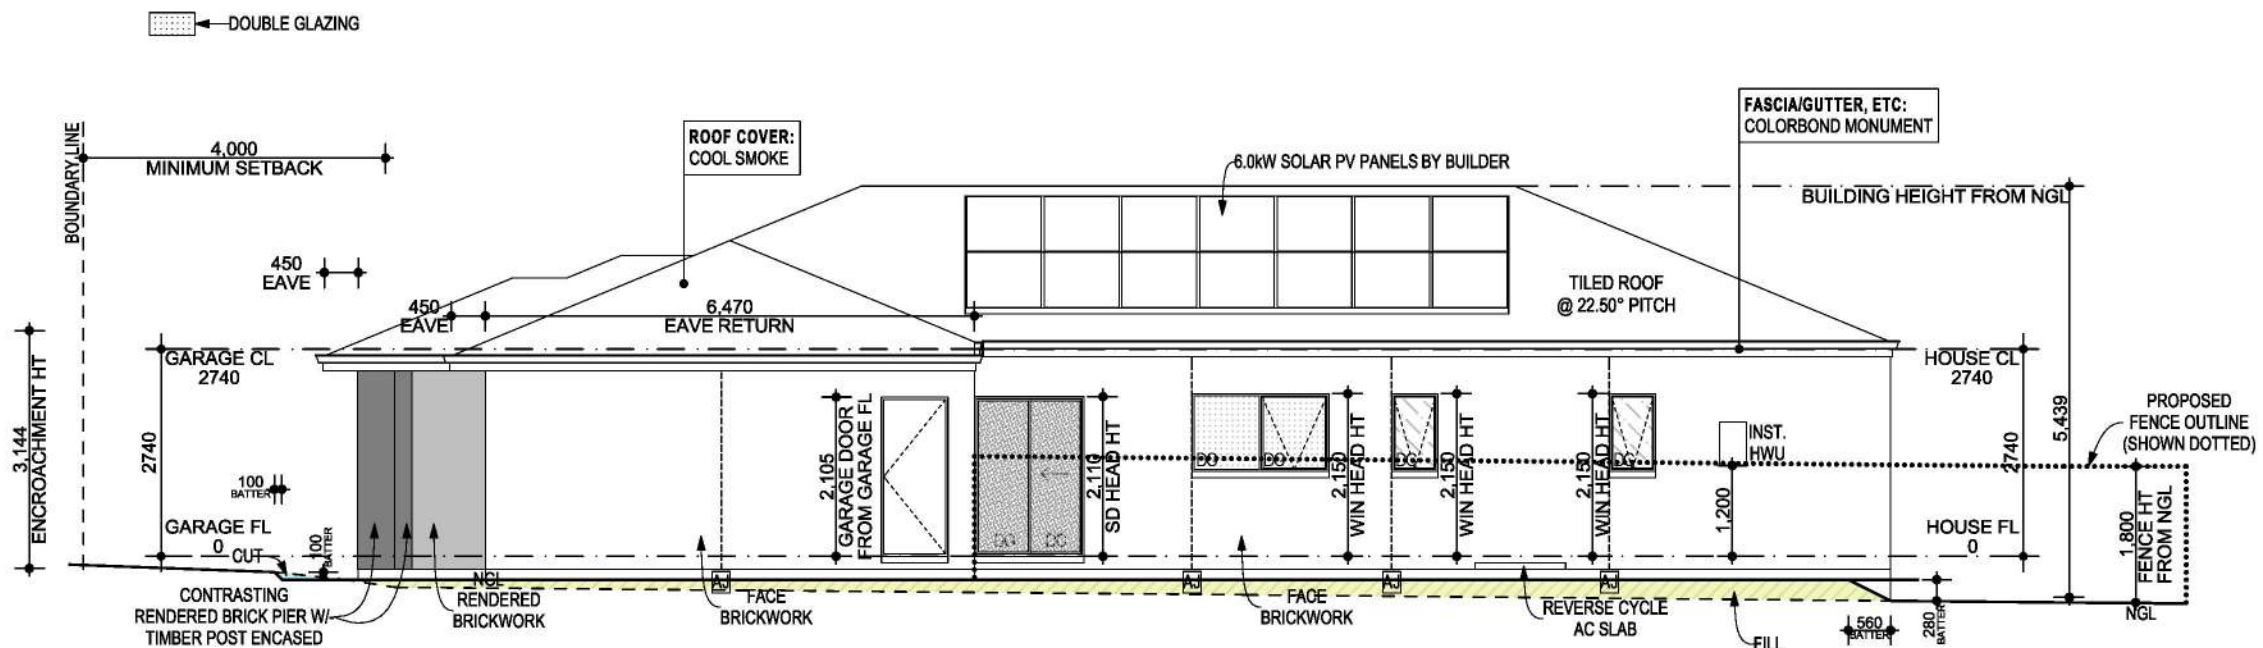 DOUBLE GLAZING
BOUNDARY LINE
4,000
MINIMUM SETBACK
ROOF COVER:
COOL SMOKE
6.0kW SOLAR PV PANELS BY BUILDER
FASCIA/GUTTER, ETC:
COLORBOND MONUMENT
BUILDING HEIGHT FROM NGL
450
EAVE
450
EAVE
6,470
EAVE RETURN
TILED ROOF
@ 22.50° PITCH
3,144
ENCROACHMENT HT
GARAGE CL
2740
2740
HOUSE CL
2740
2740
5,439
PROPOSED
FENCE OUTLINE
(SHOWN DOTTED)
100
BATTER
GARAGE FL
0
CUT
100
BATTER
2,105
GARAGE DOOR
FROM GARAGE FL
DG
DG
2,110
SD HEAD HT
DG
DG
2,150
WIN HEAD HT
DG
2,150
WIN HEAD HT
2,150
WIN HEAD HT
DG
INST.
HWU
1,200
HOUSE FL
0
1,800
FENCE HT
FROM NGL
CONTRASTING
RENDERED BRICK PIER W/
TIMBER POST ENCASED
NGL
RENDERED
BRICKWORK
AJ
FACE
BRICKWORK
AJ
FACE
BRICKWORK
AJ
REVERSE CYCLE
AC SLAB
AJ
FILL
560
BATTER
280
BATTER
NGL